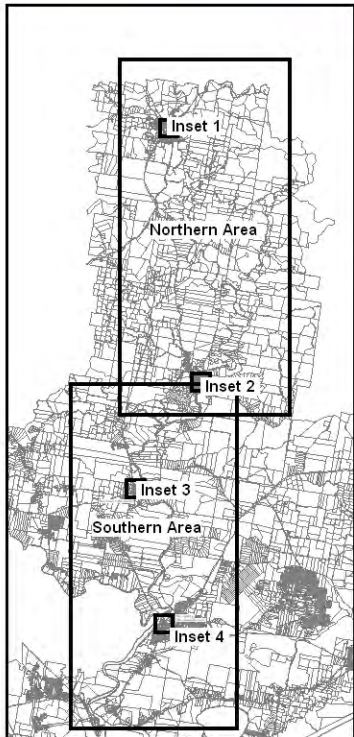 Inset 1
Northern Area
Inset 2
Inset 3
Southern Area
Inset 4